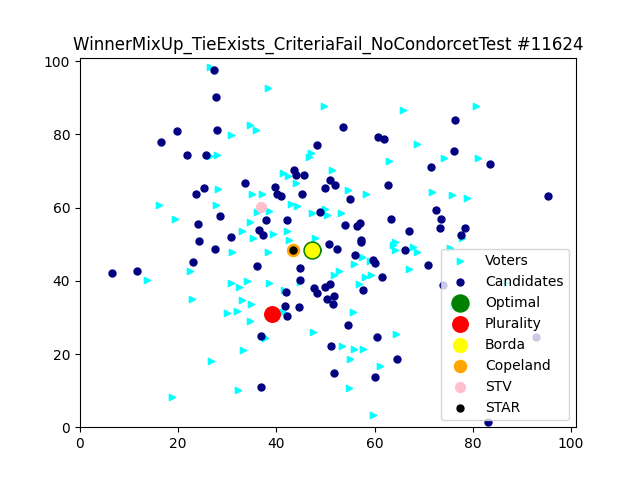 WinnerMixUp_TieExists_CriteriaFail_NoCondorcetTest #11624
100
80
60
40
20
0
0 20 40 60 80 100
Voters
Candidates
Optimal
Plurality
Borda
Copeland
STV
STAR